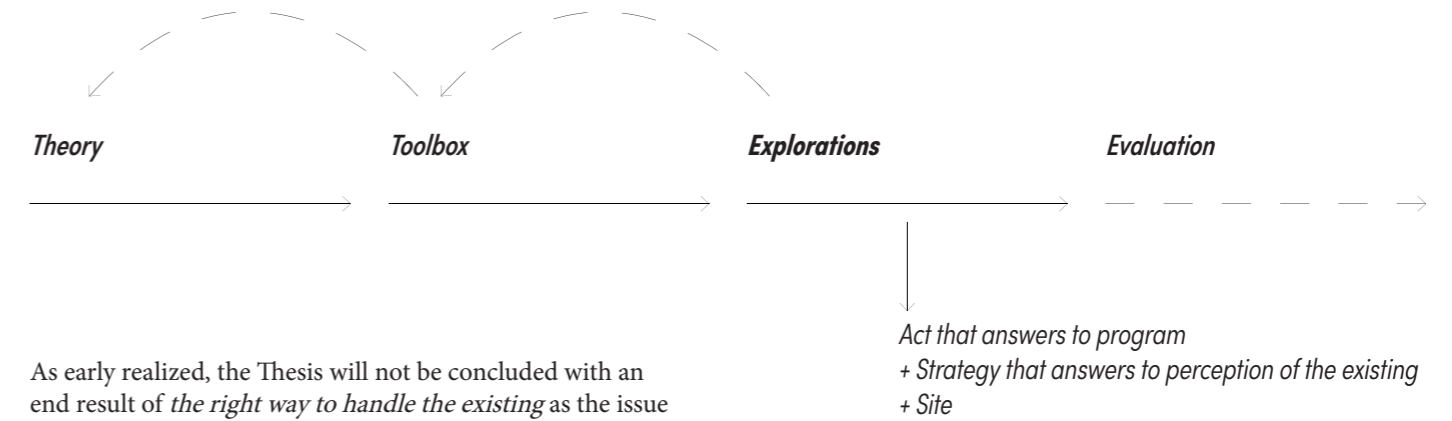 Theory
Toolbox
Explorations
Evaluation
Act that answers to program
+ Strategy that answers to perception of the existing
+ Site
As early realized, the Thesis will not be concluded with an
end result of the right way to handle the existing as the issue